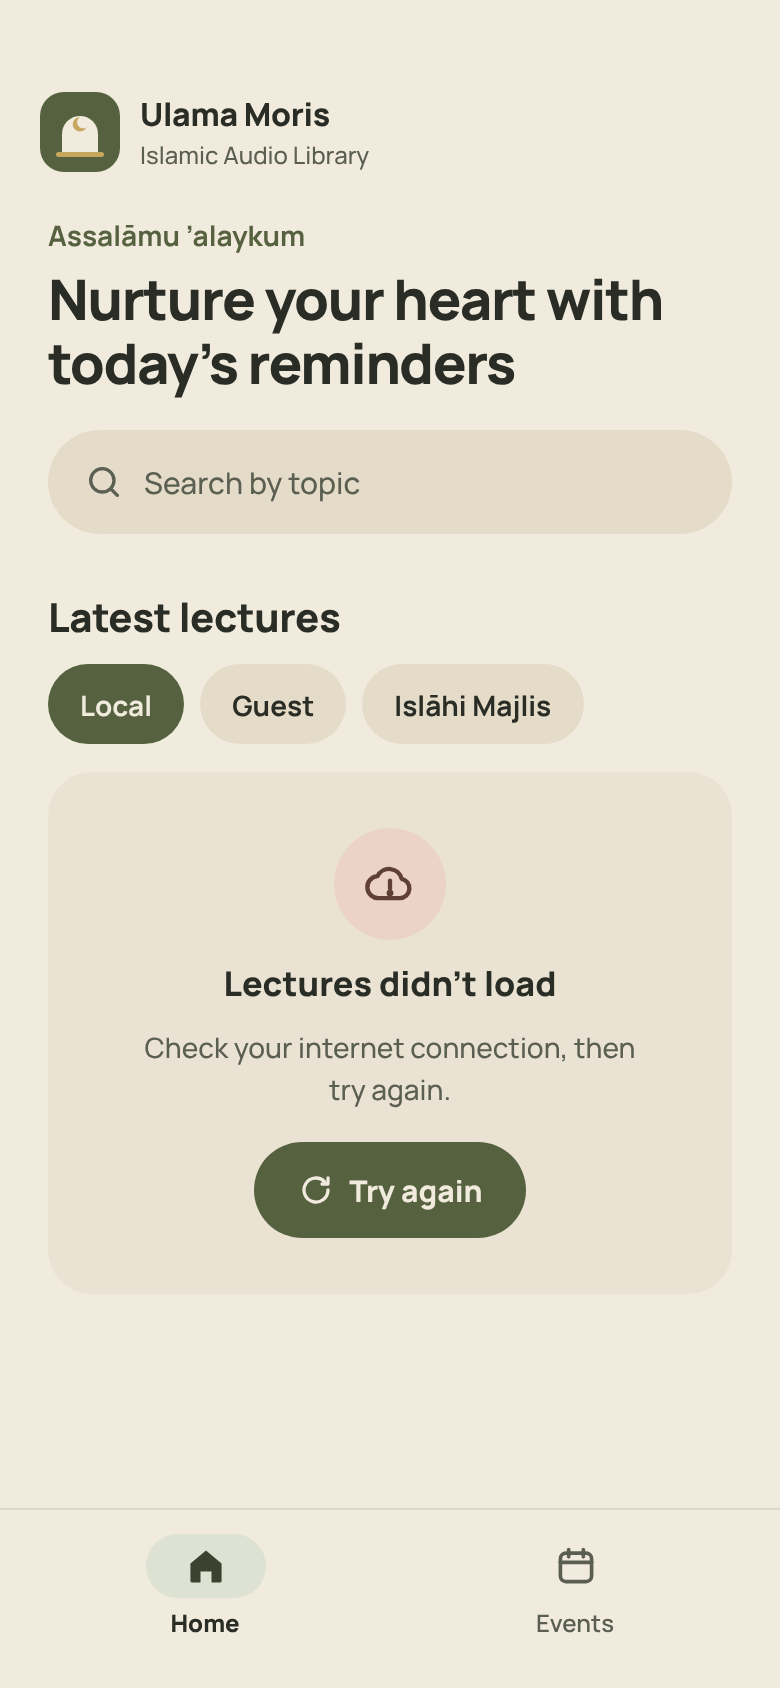 Ulama Moris
Islamic Audio Library
Assalāmu ’alaykum
Nurture your heart with
today’s reminders
Search by topic
Latest lectures
Local
Guest
Islāhi Majlis
Lectures didn’t load
Check your internet connection, then
try again.
Try again
Home
Events